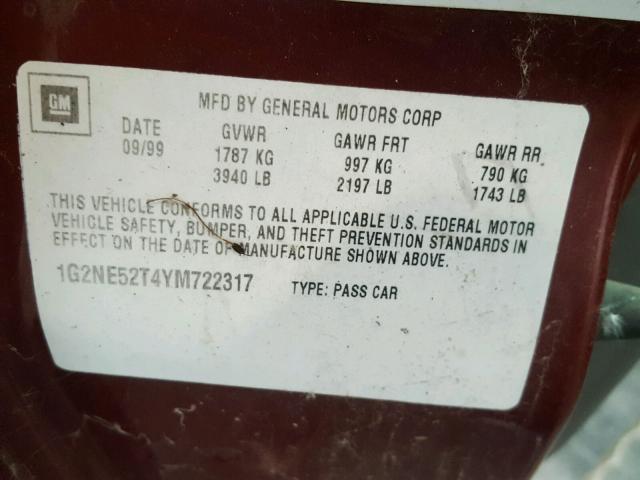 GM
MFD BY GENERAL MOTORS CORP
DATE GVWR GAWR FRT GAWR RR
09/99 1787 KG 997 KG 790 KG
3940 LB 2197 LB 1743 LB
THIS VEHICLE CONFORMS TO ALL APPLICABLE U.S. FEDERAL MOTOR
VEHICLE SAFETY, BUMPER, AND THEFT PREVENTION STANDARDS IN
EFFECT ON THE DATE OF MANUFACTURE SHOWN ABOVE.
1G2NE52T4YM722317 TYPE: PASS CAR